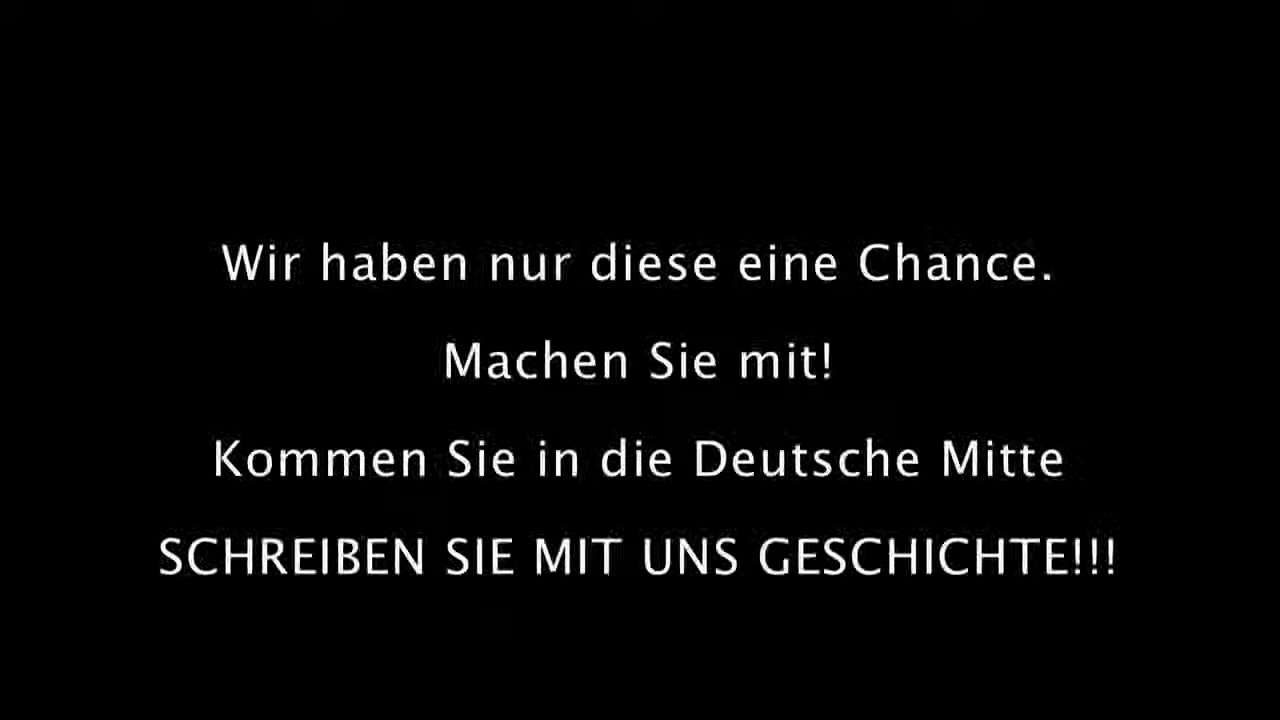 Wir haben nur diese eine Chance.
Machen Sie mit!
Kommen Sie in die Deutsche Mitte
SCHREIBEN SIE MIT UNS GESCHICHTE!!!